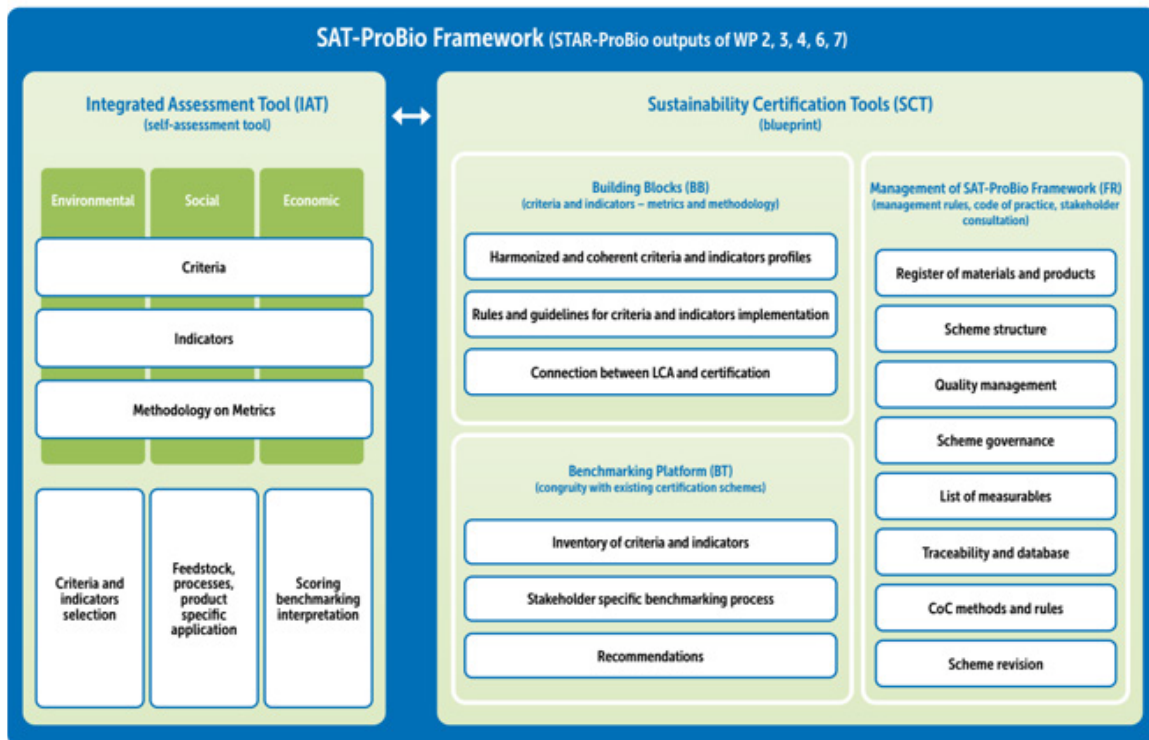 SAT-ProBio Framework (STAR-ProBio outputs of WP 2, 3, 4, 6, 7)
Integrated Assessment Tool (IAT)
(self-assessment tool)
Environmental
Social
Economic
Criteria
Indicators
Methodology on Metrics
Criteria and
indicators
selection
Feedstock,
processes,
product
specific
application
Scoring
benchmarking
interpretation
Sustainability Certification Tools (SCT)
(blueprint)
Building Blocks (BB)
(criteria and indicators – metrics and methodology)
Harmonized and coherent criteria and indicators profiles
Rules and guidelines for criteria and indicators implementation
Connection between LCA and certification
Benchmarking Platform (BT)
(congruity with existing certification schemes)
Inventory of criteria and indicators
Stakeholder specific benchmarking process
Recommendations
Management of SAT-ProBio Framework (FR)
(management rules, code of practice, stakeholder
consultation)
Register of materials and products
Scheme structure
Quality management
Scheme governance
List of measurables
Traceability and database
CoC methods and rules
Scheme revision